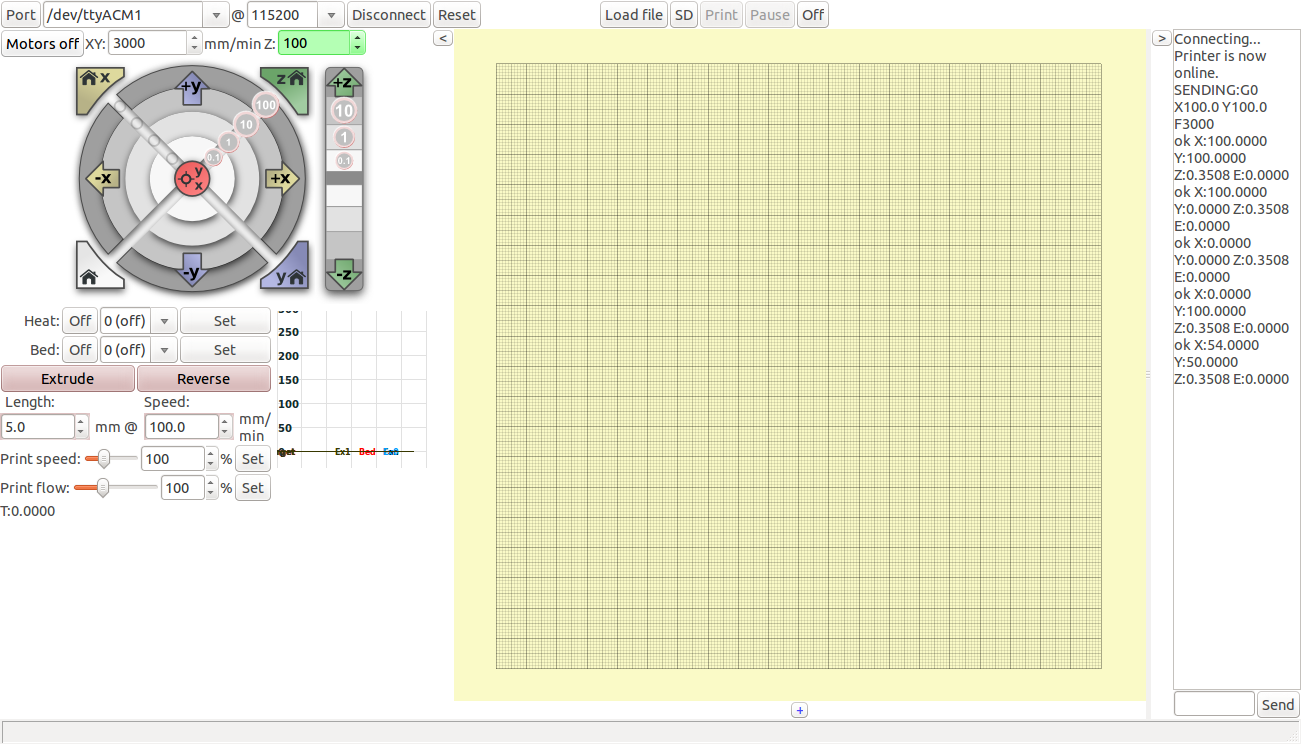 Port /dev/ttyACM1 @ 115200 Disconnect Reset Load file SD Print Pause Off
Motors off XY: 3000 mm/min Z: 100
<
>
x
+y
z
+z
100
10
1
0.1
10
1
0.1
-x
y
x
+x
-y
y
-z
Heat: Off 0 (off) Set
Bed: Off 0 (off) Set
Extrude Reverse
Length: Speed:
5.0 mm @ 100.0 mm/
min
Print speed: 100 % Set
Print flow: 100 % Set
T:0.0000
250
200
150
100
50
Ex1 Bed
+
Connecting...
Printer is now
online.
SENDING:G0
X100.0 Y100.0
F3000
ok X:100.0000
Y:100.0000
Z:0.3508 E:0.0000
ok X:100.0000
Y:0.0000 Z:0.3508
E:0.0000
ok X:0.0000
Y:0.0000 Z:0.3508
E:0.0000
ok X:0.0000
Y:100.0000
Z:0.3508 E:0.0000
ok X:54.0000
Y:50.0000
Z:0.3508 E:0.0000
Send